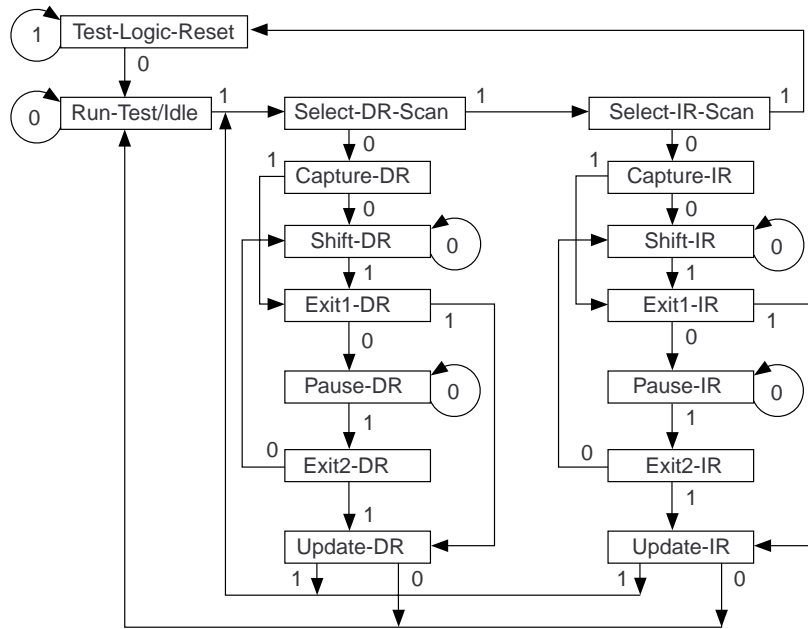 1 Test-Logic-Reset
0
0 Run-Test/Idle 1 Select-DR-Scan 1 Select-IR-Scan 1
0 0
1 Capture-DR 1 Capture-IR
0 0
Shift-DR 0 Shift-IR 0
1 1
Exit1-DR 1 Exit1-IR 1
0 0
Pause-DR 0 Pause-IR 0
1 1
0 Exit2-DR 0 Exit2-IR
1 1
Update-DR Update-IR
1 0 1 0